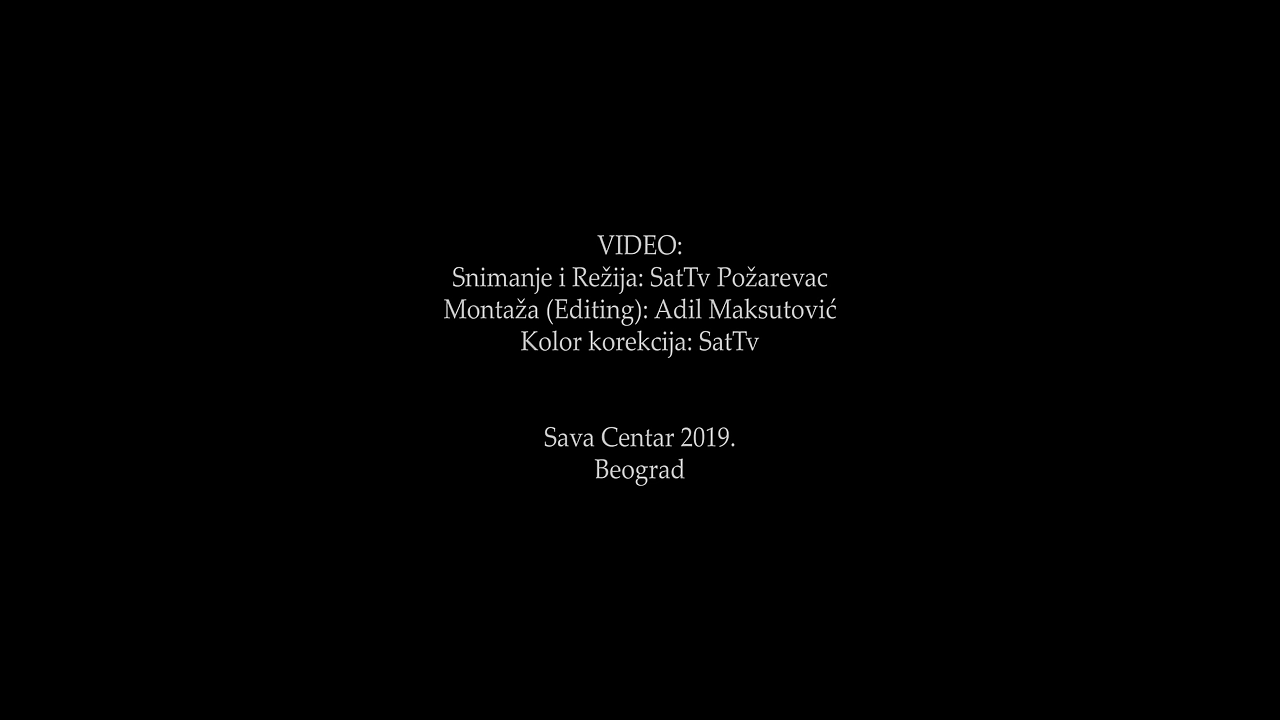 VIDEO:
Snimanje i Režija: SatTv Požarevac
Montaža (Editing): Adil Maksutović
Kolor korekcija: SatTv
Sava Centar 2019.
Beograd